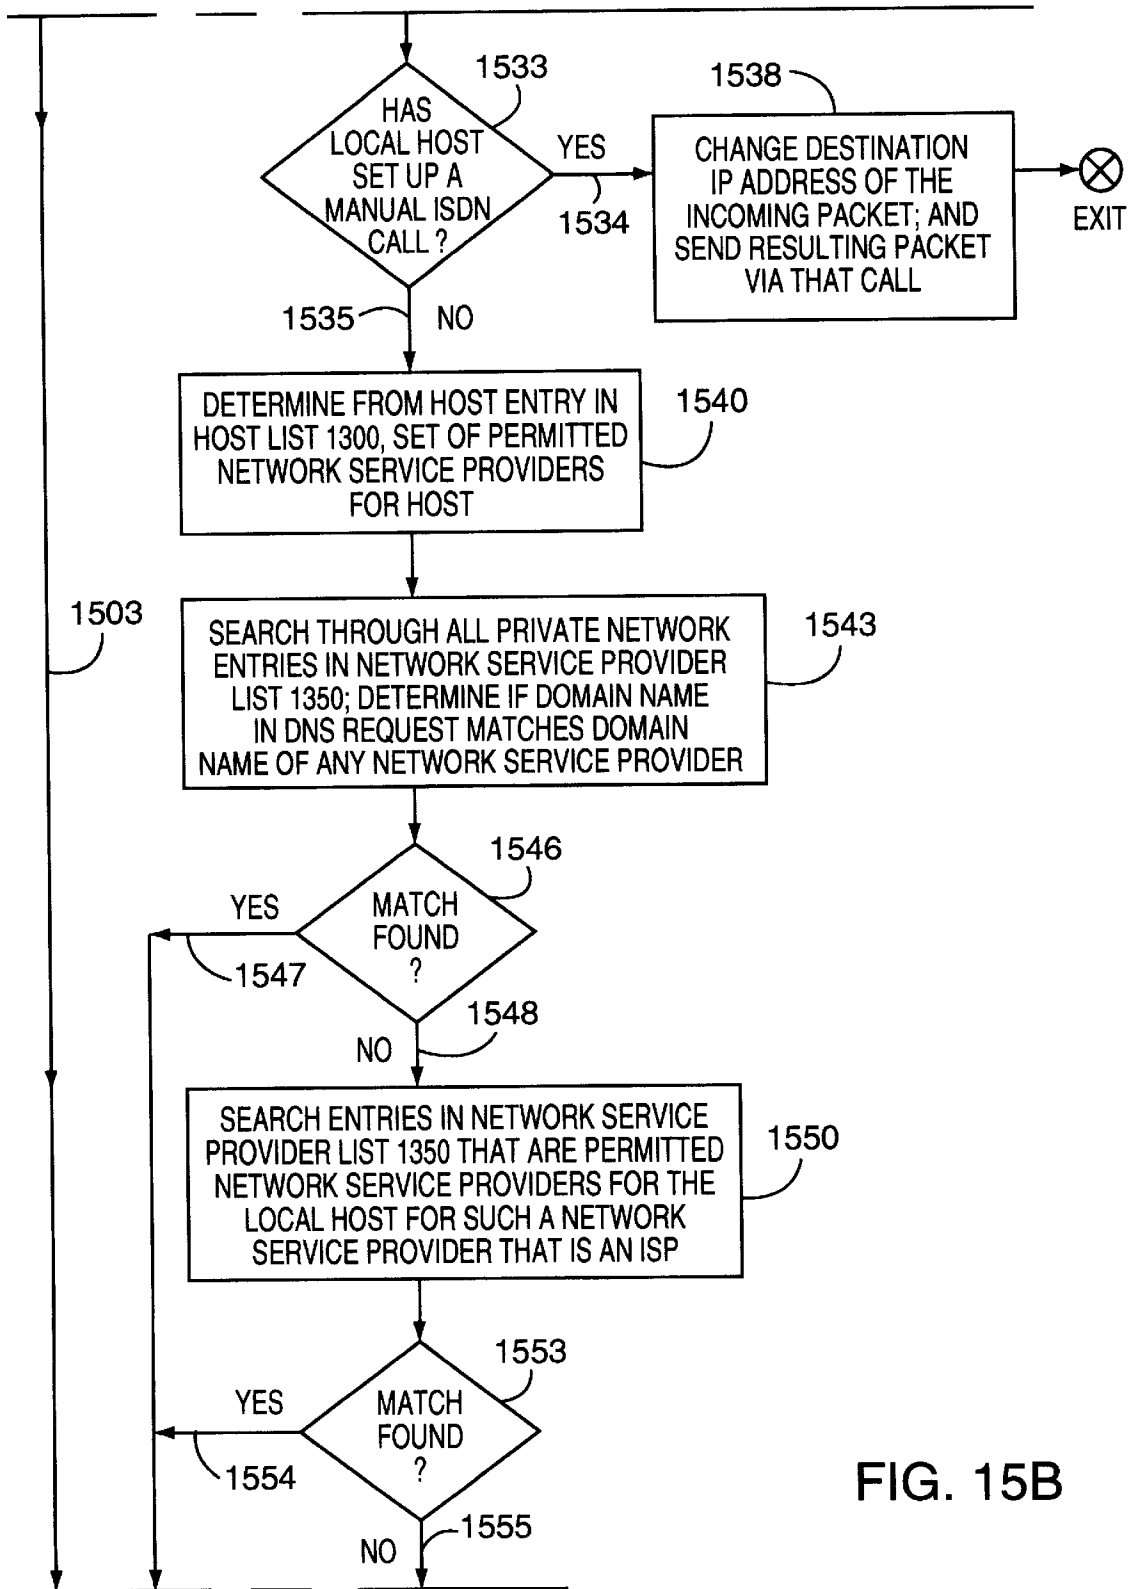 1533
HAS
LOCAL HOST
SET UP A
MANUAL ISDN
CALL ?
YES
1534
1538
CHANGE DESTINATION
IP ADDRESS OF THE
INCOMING PACKET; AND
SEND RESULTING PACKET
VIA THAT CALL
EXIT
1535
NO
DETERMINE FROM HOST ENTRY IN
HOST LIST 1300, SET OF PERMITTED
NETWORK SERVICE PROVIDERS
FOR HOST
1540
1503
SEARCH THROUGH ALL PRIVATE NETWORK
ENTRIES IN NETWORK SERVICE PROVIDER
LIST 1350; DETERMINE IF DOMAIN NAME
IN DNS REQUEST MATCHES DOMAIN
NAME OF ANY NETWORK SERVICE PROVIDER
1543
1546
MATCH
FOUND
?
YES
1547
1548
NO
SEARCH ENTRIES IN NETWORK SERVICE
PROVIDER LIST 1350 THAT ARE PERMITTED
NETWORK SERVICE PROVIDERS FOR THE
LOCAL HOST FOR SUCH A NETWORK
SERVICE PROVIDER THAT IS AN ISP
1550
1553
MATCH
FOUND
?
YES
1554
1555
NO
FIG. 15B